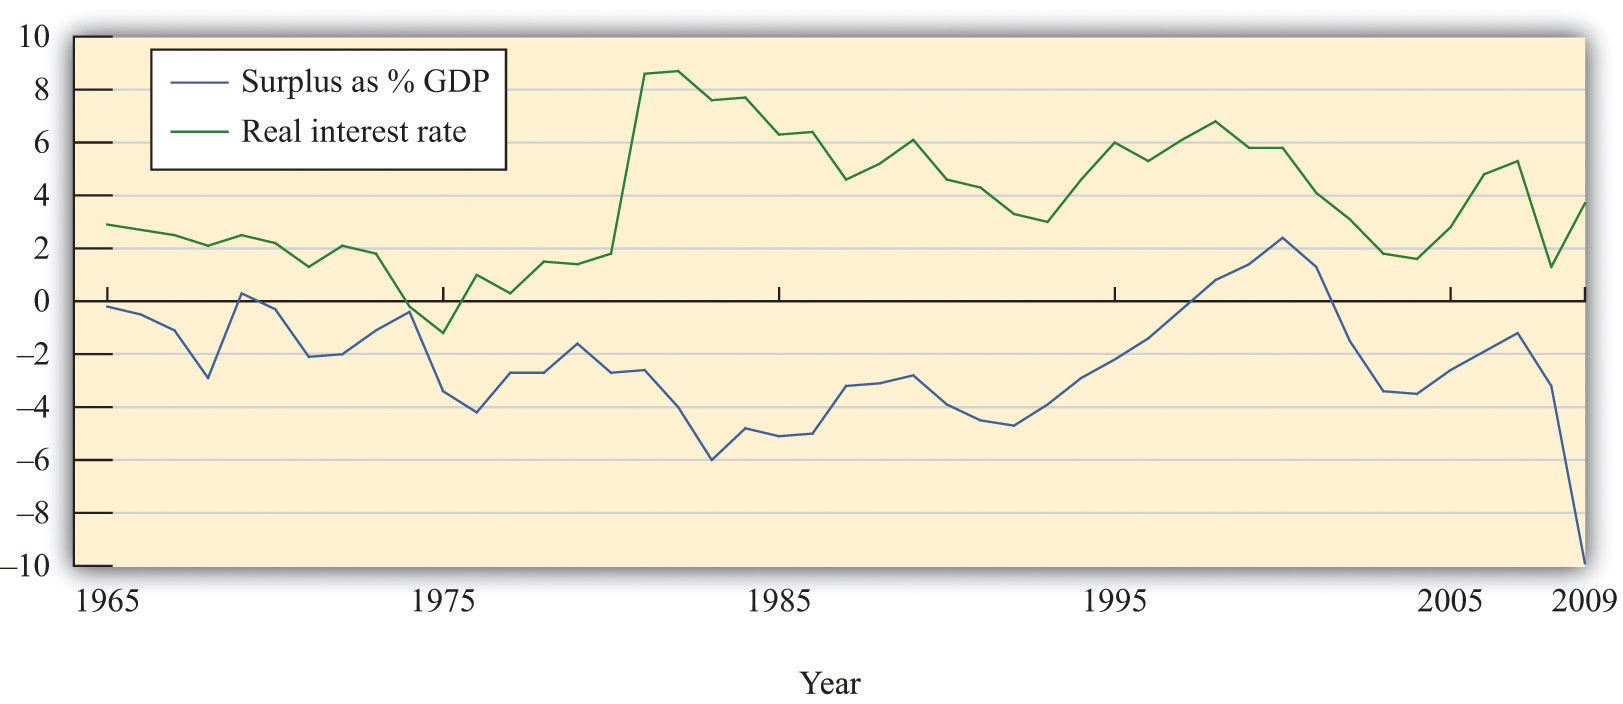 10
8
6
4
2
0
–2
–4
–6
–8
–10
Surplus as % GDP
Real interest rate
1965 1975 1985 1995 2005 2009
Year